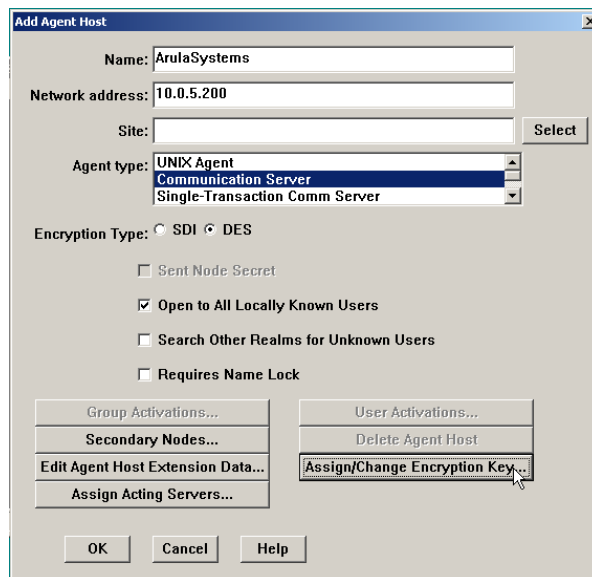 Add Agent Host
Name: ArulaSystems
Network address: 10.0.5.200
Site: Select
Agent type: UNIX Agent
Communication Server
Single-Transaction Comm Server
Encryption Type: SDI DES
Sent Node Secret
Open to All Locally Known Users
Search Other Realms for Unknown Users
Requires Name Lock
Group Activations... User Activations...
Secondary Nodes... Delete Agent Host
Edit Agent Host Extension Data... Assign/Change Encryption Key...
Assign Acting Servers...
OK Cancel Help